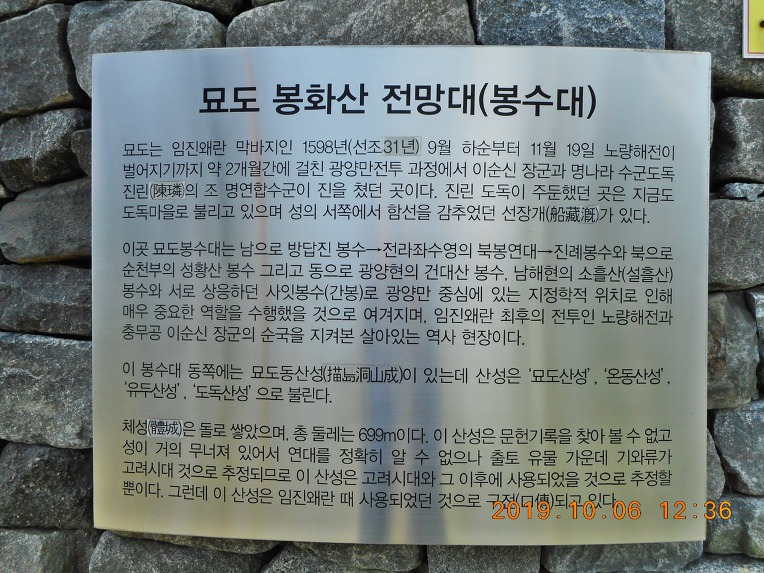 묘도 봉화산 전망대(봉수대)
묘도는 임진왜란 막바지인 1598년(선조31년) 9월 하순부터 11월 19일 노량해전이
벌어지기까지 약 2개월간에 걸친 광양만전투 과정에서 이순신 장군과 명나라 수군도독
진린(陳璘)의 조 명연합수군이 진을 쳤던 곳이다. 진린 도독이 주둔했던 곳은 지금도
도독마을로 불리고 있으며 성의 서쪽에서 함선을 감추었던 선장개(船藏漑)가 있다.
이곳 묘도봉수대는 남으로 방답진 봉수→전라좌수영의 북봉연대→진례봉수와 북으로
순천부의 성황산 봉수 그리고 동으로 광양현의 건대산 봉수, 남해현의 소흘산(설흘산)
봉수와 서로 상응하던 사잇봉수(간봉)로 광양만 중심에 있는 지정학적 위치로 인해
매우 중요한 역할을 수행했을 것으로 여겨지며, 임진왜란 최후의 전투인 노량해전과
충무공 이순신 장군의 순국을 지켜본 살아있는 역사 현장이다.
이 봉수대 동쪽에는 묘도동산성(描島洞山成)이 있는데 산성은 ‘묘도산성’, ‘온동산성’,
‘유두산성’, ‘도독산성’ 으로 불린다.
체성(體城)은 돌로 쌓았으며, 총 둘레는 699m이다. 이 산성은 문헌기록을 찾아 볼 수 없고
성이 거의 무너져 있어서 연대를 정확히 알 수 없으나 출토 유물 가운데 기와류가
고려시대 것으로 추정되므로 이 산성은 고려시대와 그 이후에 사용되었을 것으로 추정할
뿐이다. 그런데 이 산성은 임진왜란 때 사용되었던 것으로 구전(口傳)되고 있다.
2019.10.06 12:36